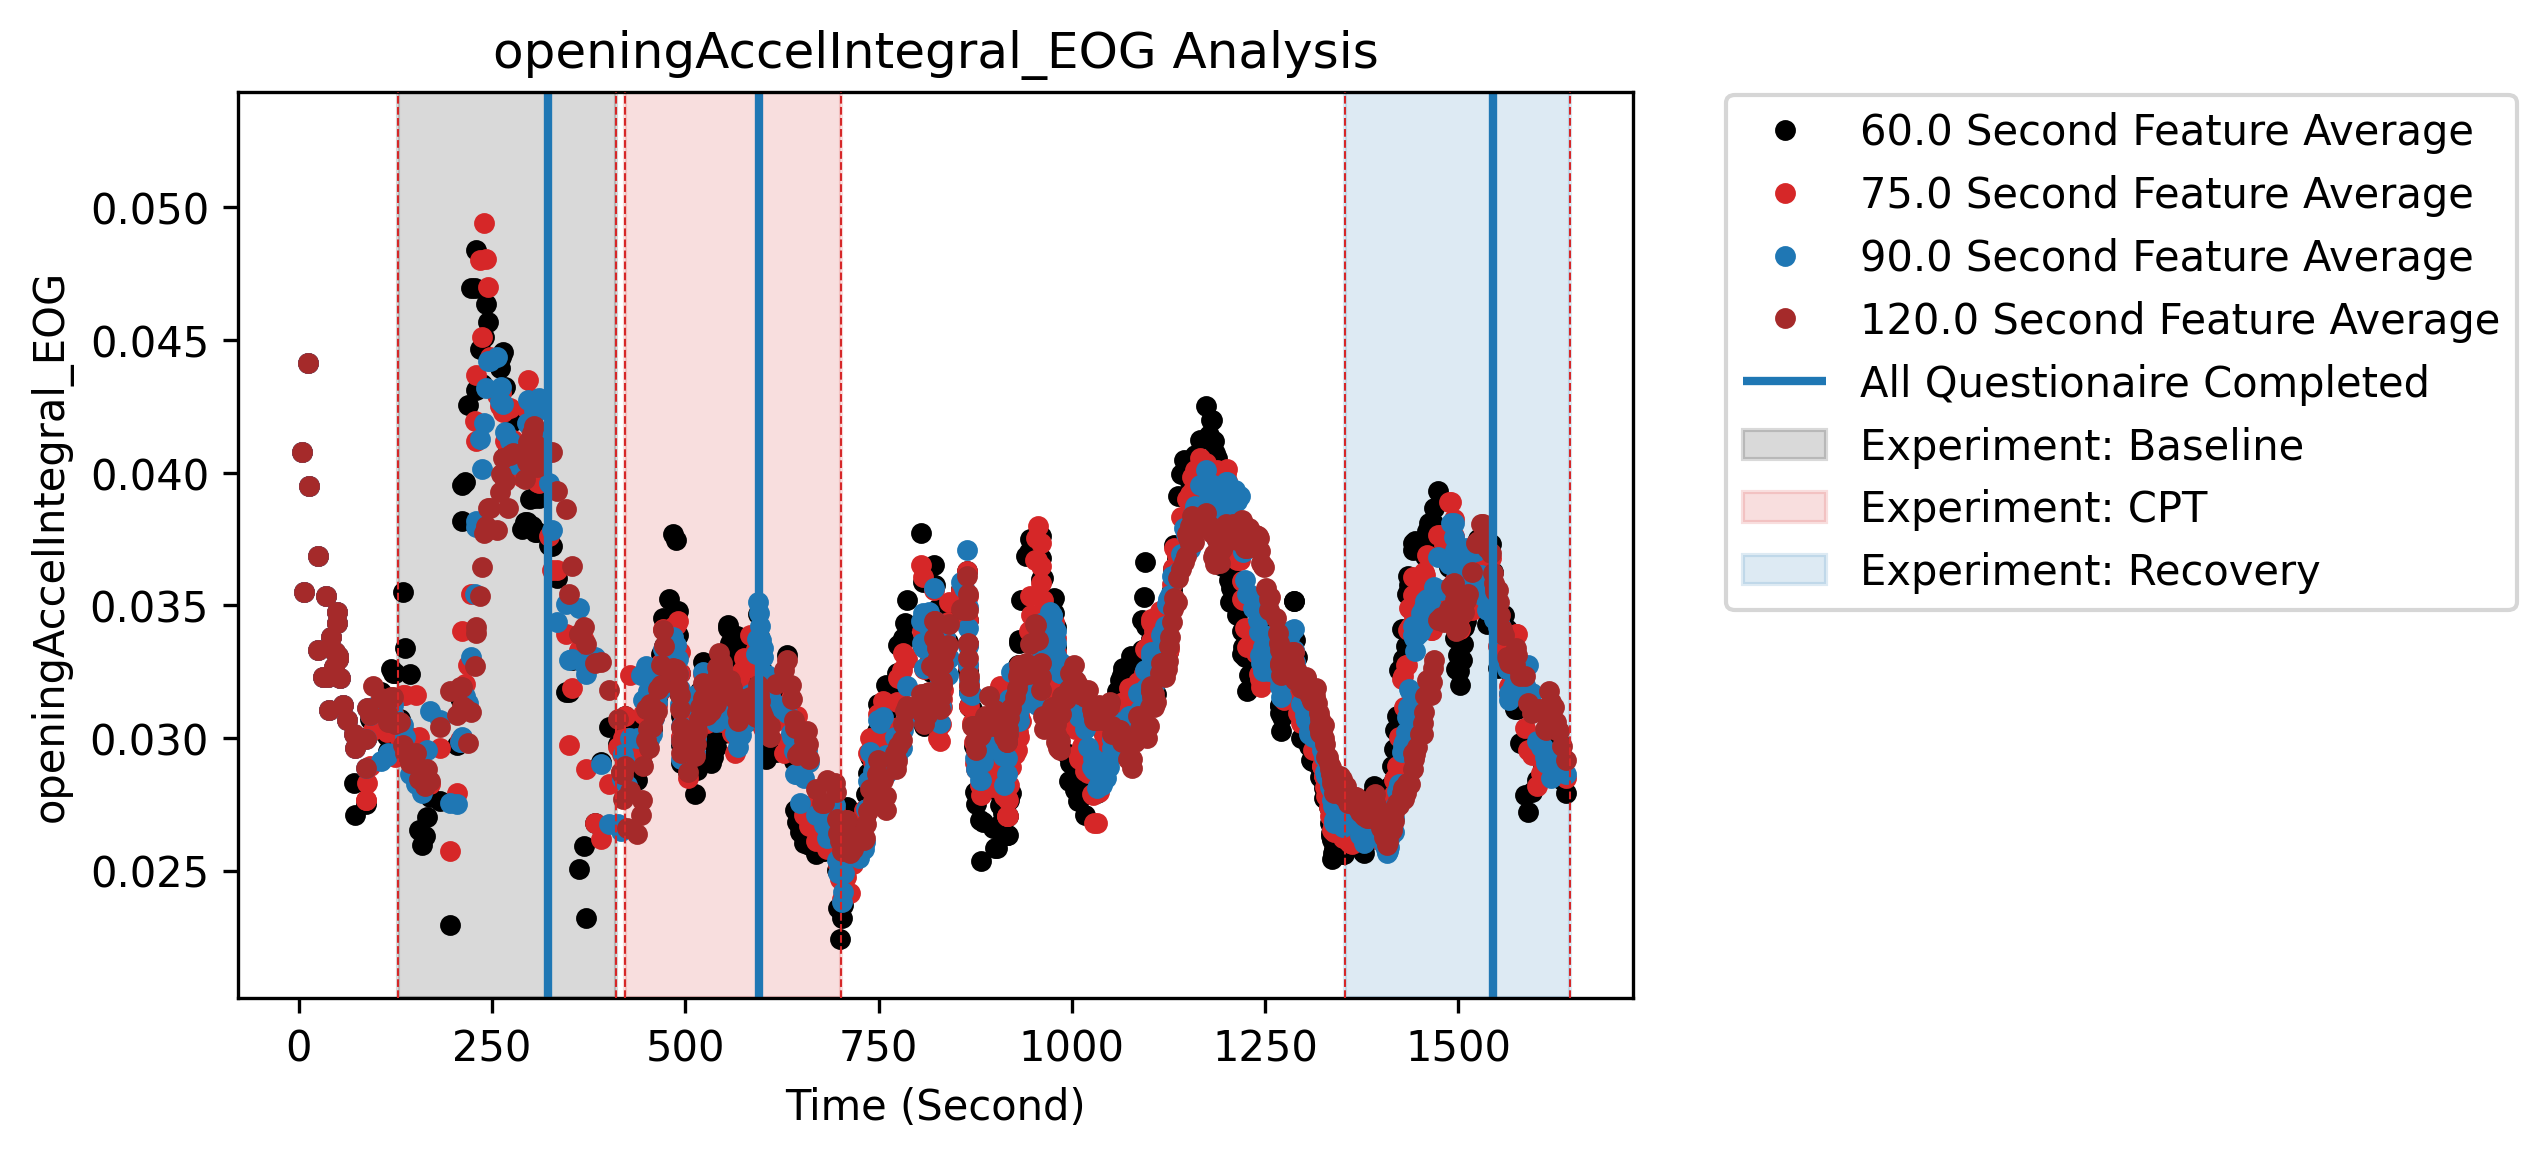 openingAccelIntegral_EOG Analysis
openingAccelIntegral_EOG
0.050
0.045
0.040
0.035
0.030
0.025
0
250
500
750
1000
1250
1500
Time (Second)
60.0 Second Feature Average
75.0 Second Feature Average
90.0 Second Feature Average
120.0 Second Feature Average
All Questionaire Completed
Experiment: Baseline
Experiment: CPT
Experiment: Recovery